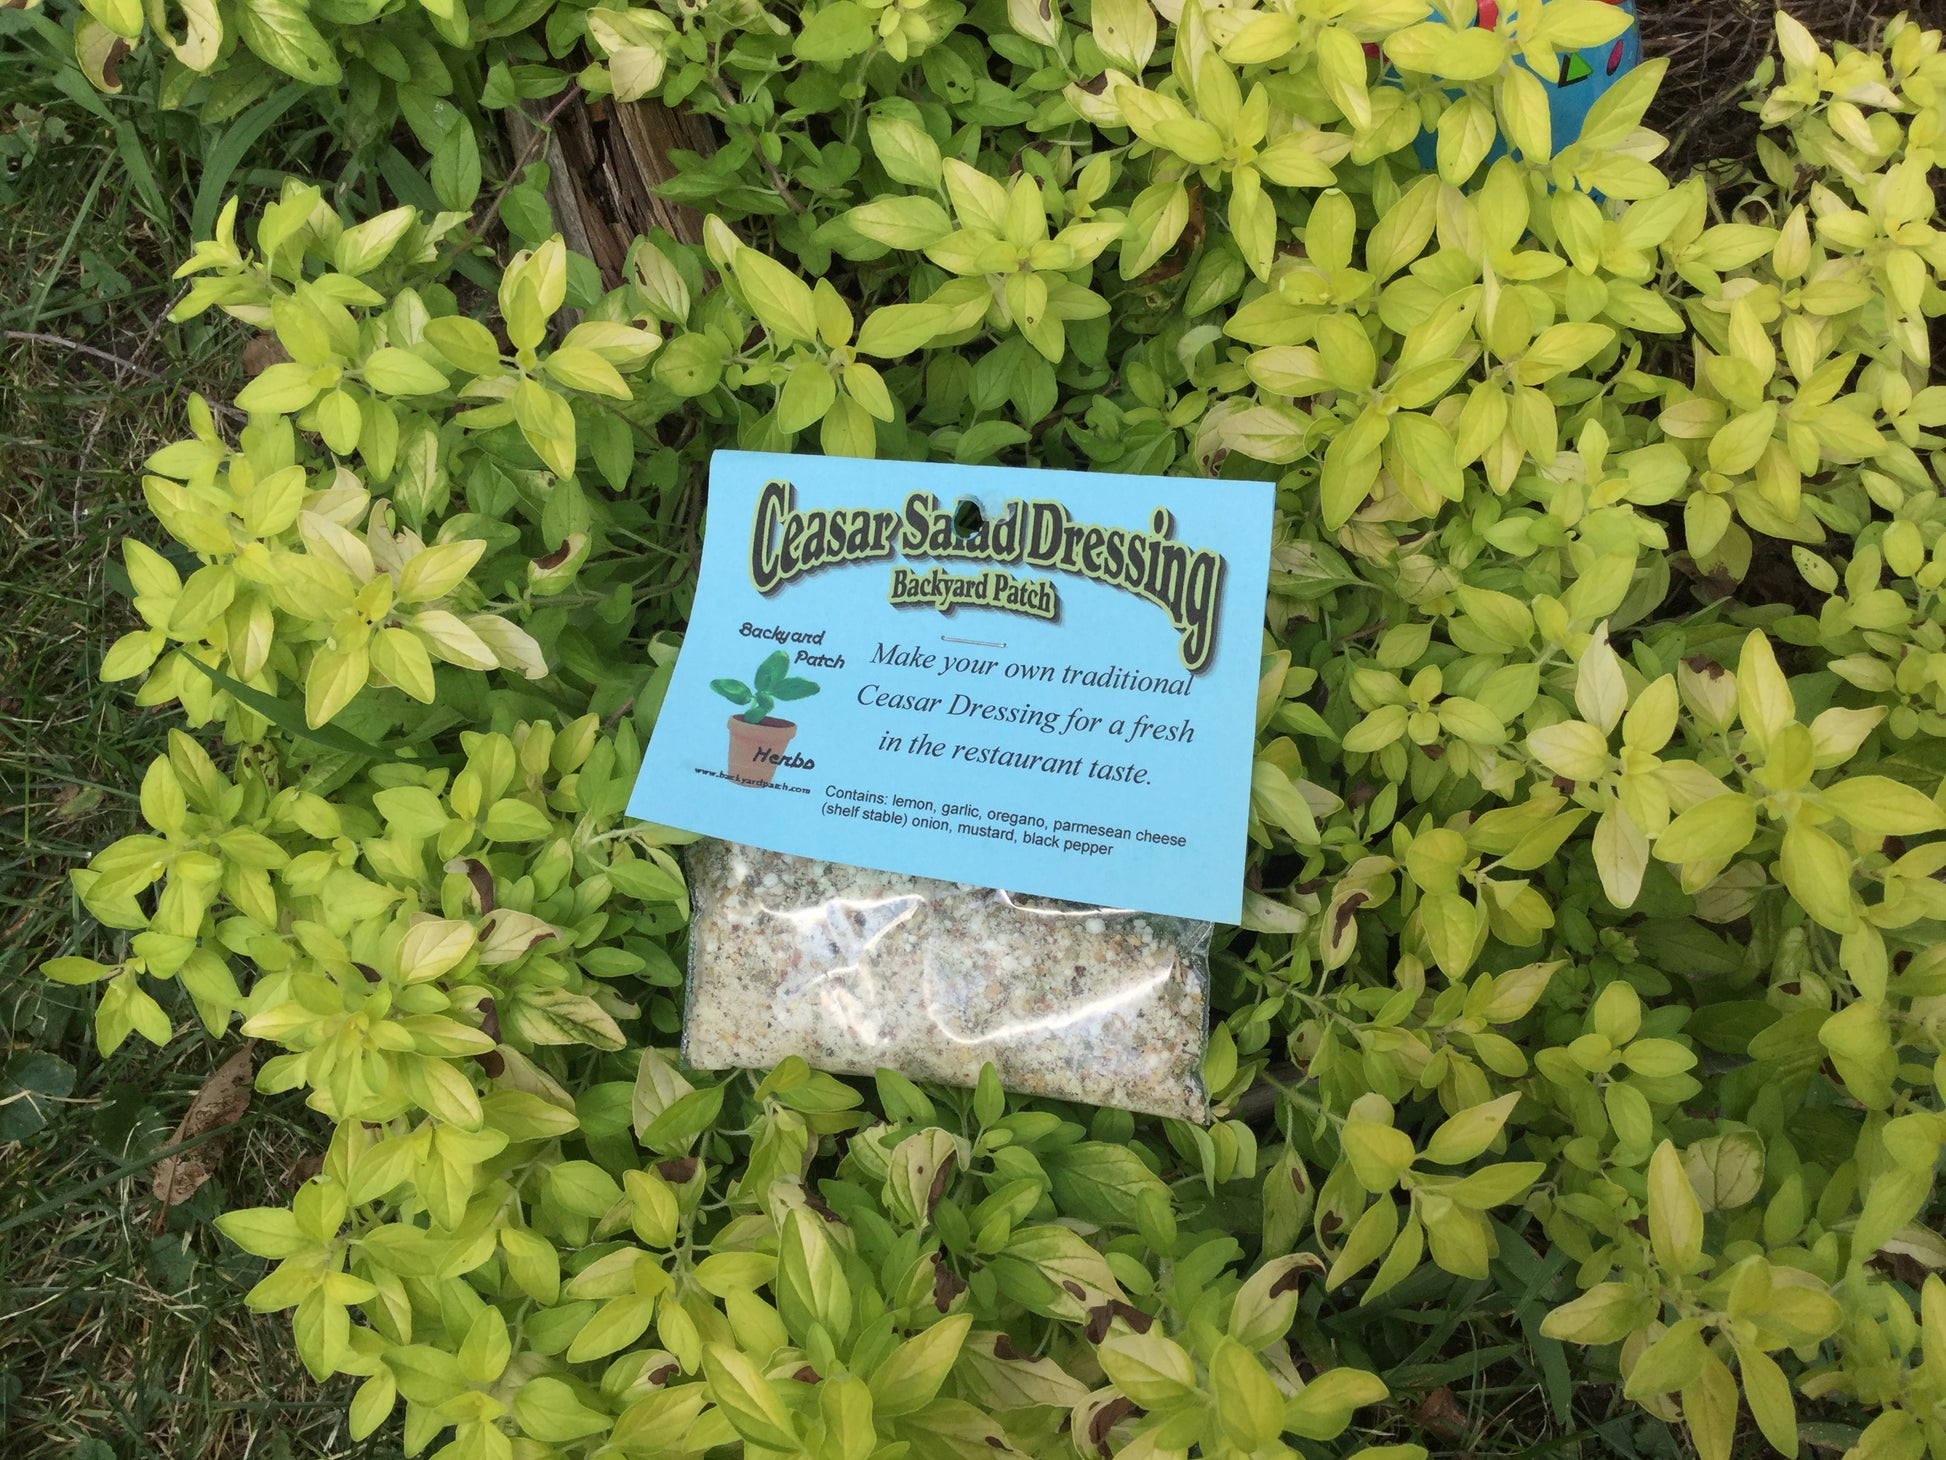 Ceasar Salad Dressing
Backyard Patch
Backyard
Patch
Herbs
www.backyardpatch.com
Make your own traditional
Ceasar Dressing for a fresh
in the restaurant taste.
Contains: lemon, garlic, oregano, parmesean cheese
(shelf stable) onion, mustard, black pepper